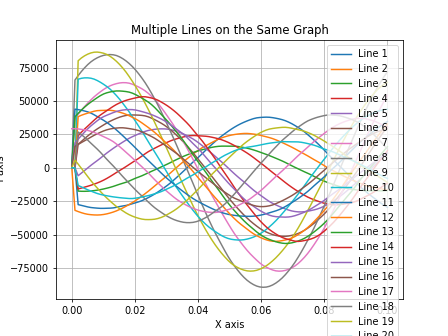 Multiple Lines on the Same Graph
75000
50000
25000
0
−25000
−50000
−75000
0.00
0.02
0.04
0.06
0.08
X axis
axis
Line 1
Line 2
Line 3
Line 4
Line 5
Line 6
Line 7
Line 8
Line 9
Line 10
Line 11
Line 12
Line 13
Line 14
Line 15
Line 16
Line 17
Line 18
Line 19
Line 20